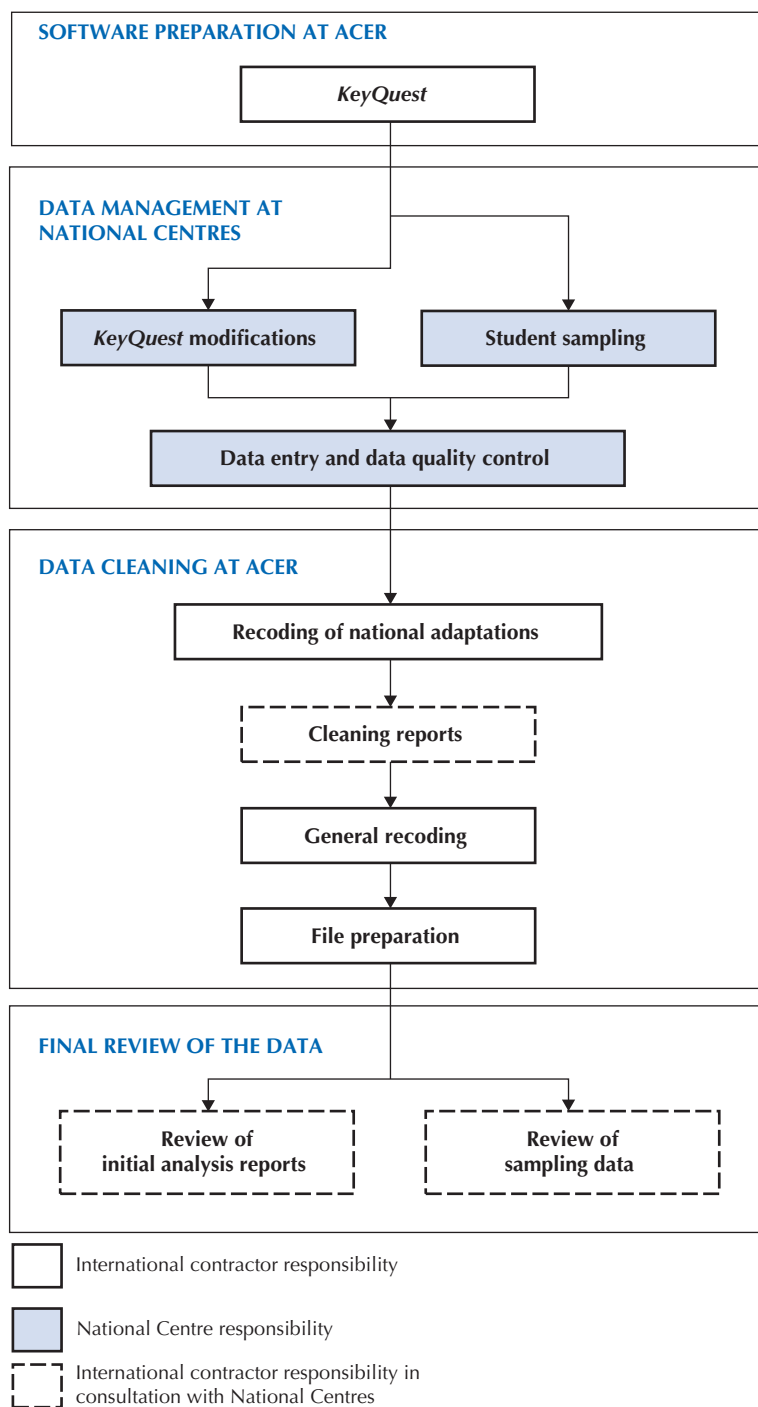 SOFTWARE PREPARATION AT ACER
KeyQuest
DATA MANAGEMENT AT
NATIONAL CENTRES
KeyQuest modifications
Student sampling
Data entry and data quality control
DATA CLEANING AT ACER
Recoding of national adaptations
Cleaning reports
General recoding
File preparation
FINAL REVIEW OF THE DATA
Review of
initial analysis reports
Review of
sampling data
International contractor responsibility
National Centre responsibility
International contractor responsibility in
consultation with National Centres